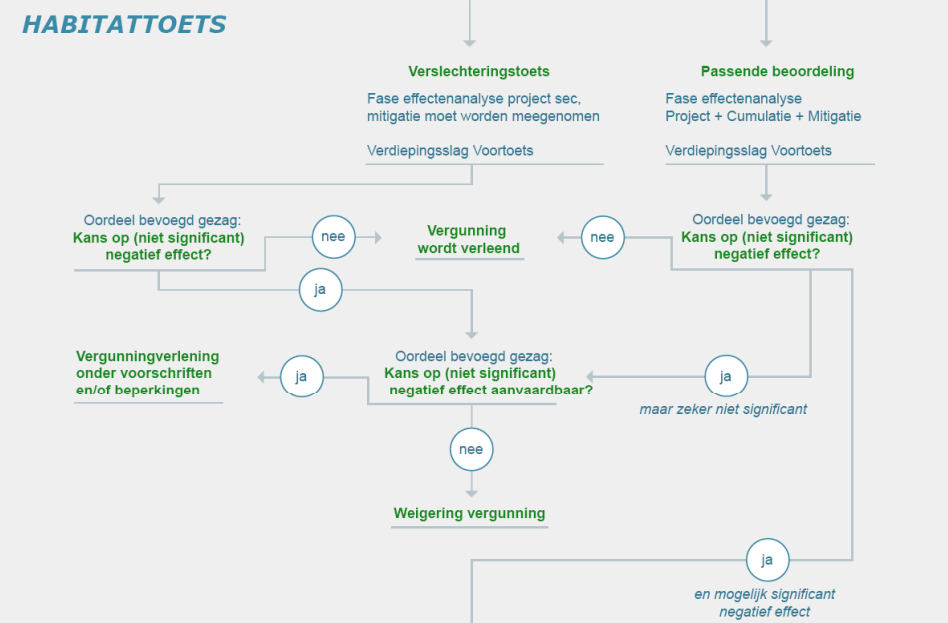 HABITATTOETS
Verslechteringstoets
Fase effectenanalyse project sec,
mitigatie moet worden meegenomen
Verdiepingsslag Voortoets
Passende beoordeling
Fase effectenanalyse
Project + Cumulatie + Mitigatie
Verdiepingsslag Voortoets
Oordeel bevoegd gezag:
Kans op (niet significant)
negatief effect?
nee
Vergunning
wordt verleend
nee
Oordeel bevoegd gezag:
Kans op (niet significant)
negatief effect?
ja
Vergunningverlening
onder voorschriften
en/of beperkingen
ja
Oordeel bevoegd gezag:
Kans op (niet significant)
negatief effect aanvaardbaar?
ja
maar zeker niet significant
nee
Weigering vergunning
ja
en mogelijk significant
negatief effect